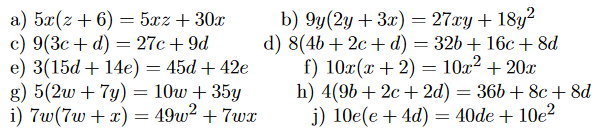 a) 5x(z + 6) = 5xz + 30x b) 9y(2y + 3x) = 27xy + 18y²
c) 9(3c + d) = 27c + 9d d) 8(4b + 2c + d) = 32b + 16c + 8d
e) 3(15d + 14e) = 45d + 42e f) 10x(x + 2) = 10x² + 20x
g) 5(2w + 7y) = 10w + 35y h) 4(9b + 2c + 2d) = 36b + 8c + 8d
i) 7w(7w + x) = 49w² + 7wx j) 10e(e + 4d) = 40de + 10e²